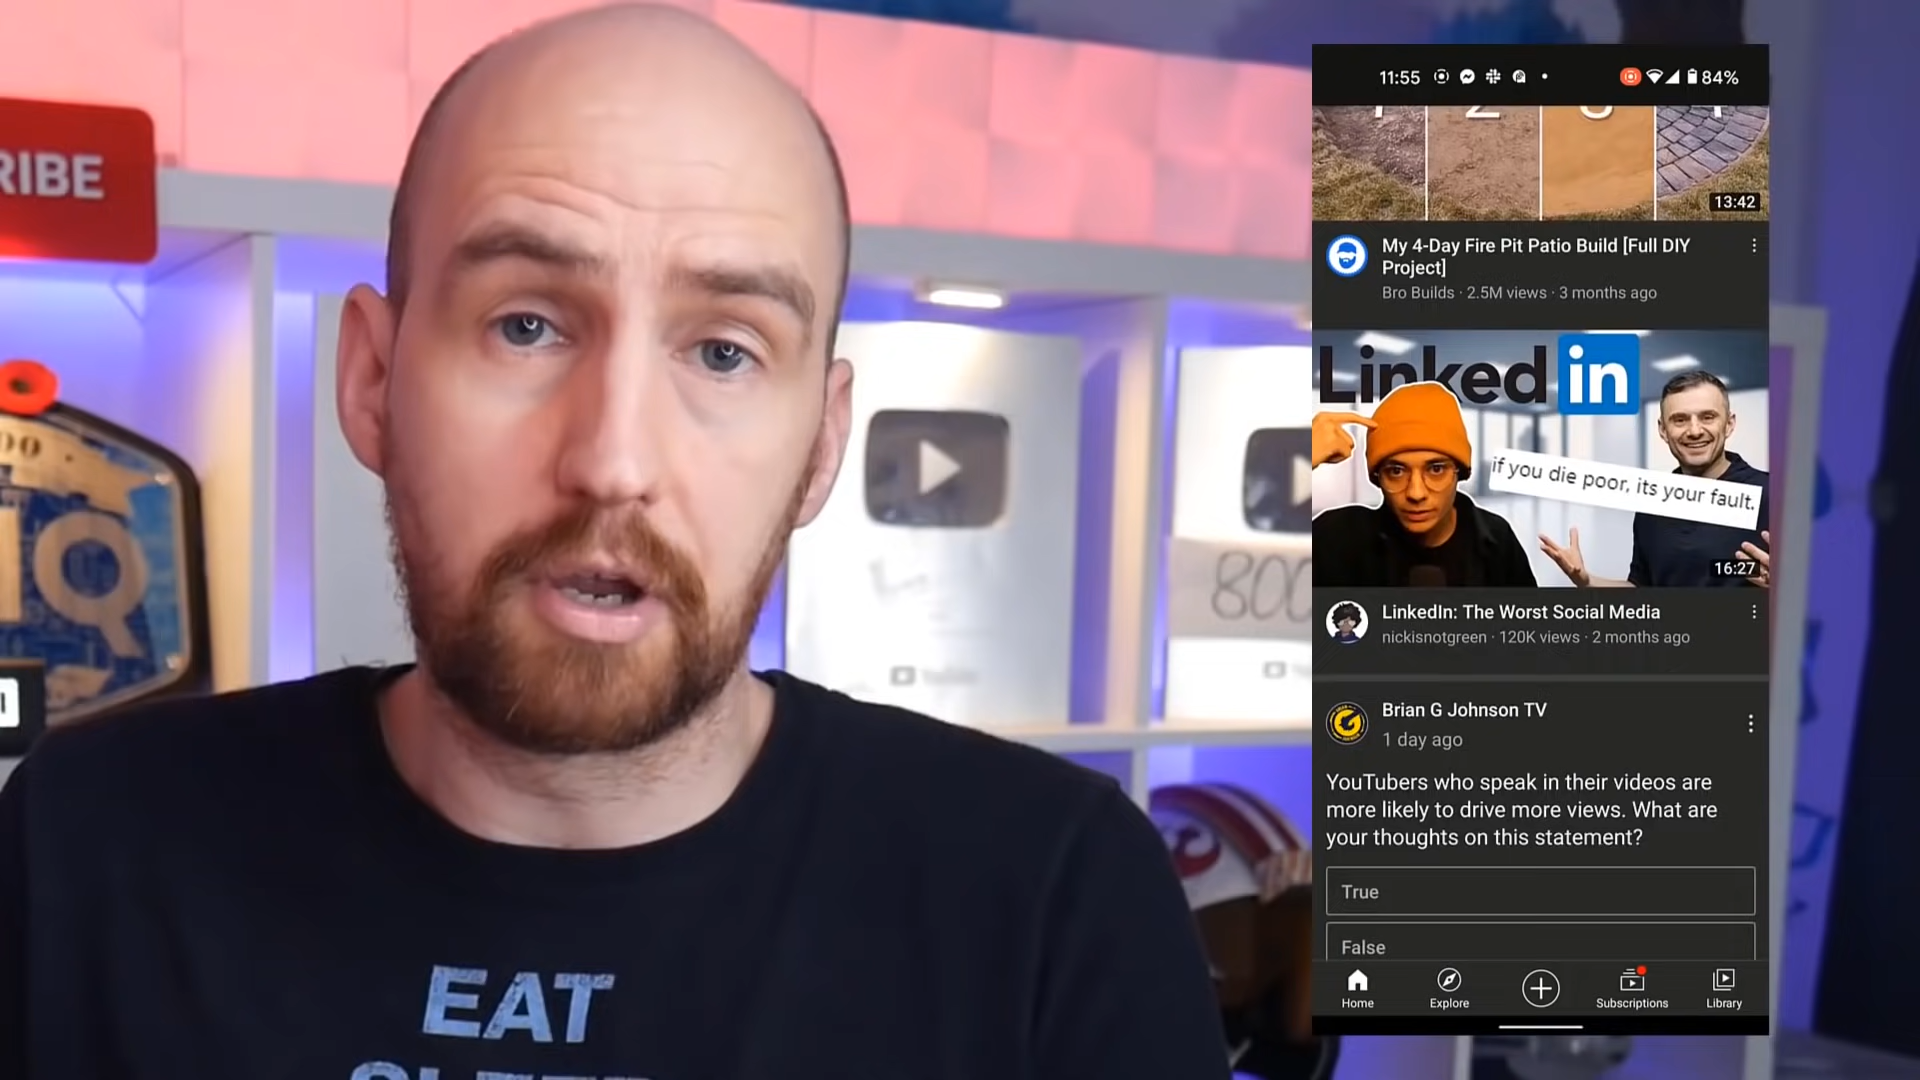 RIBE
Q
800
EAT
11:55
84%
2
13:42
My 4-Day Fire Pit Patio Build [Full DIY
Project]
Bro Builds · 2.5M views · 3 months ago
Linked in
if you die poor, its your fault.
16:27
LinkedIn: The Worst Social Media
nickisnotgreen · 120K views · 2 months ago
Brian G Johnson TV
1 day ago
YouTubers who speak in their videos are
more likely to drive more views. What are
your thoughts on this statement?
True
False
Home
Explore
Subscriptions
Library